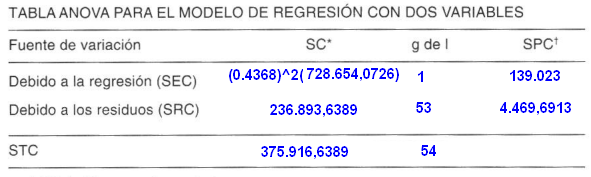 TABLA ANOVA PARA EL MODELO DE REGRESIÓN CON DOS VARIABLES
Fuente de variación SC* g de l SPC†
Debido a la regresión (SEC) (0.4368)^2(728.654,0726) 1 139.023
Debido a los residuos (SRC) 236.893,6389 53 4.469,6913
STC 375.916,6389 54